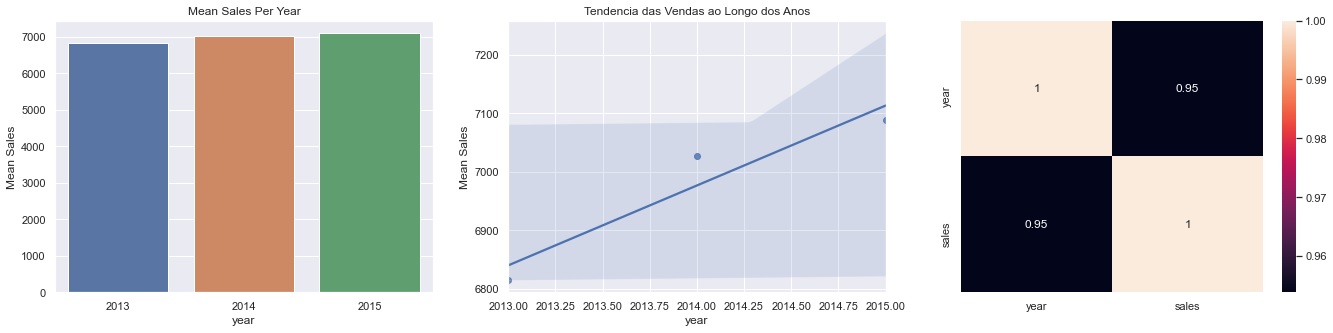 Mean Sales Per Year
Mean Sales
7000
6000
5000
4000
3000
2000
1000
0
2013 2014 2015
year
Tendencia das Vendas ao Longo dos Anos
Mean Sales
7200
7100
7000
6900
6800
2013.00 2013.25 2013.50 2013.75 2014.00 2014.25 2014.50 2014.75 2015.00
year
year
1 0.95
sales
0.95 1
year sales
1.00
0.99
0.98
0.97
0.96